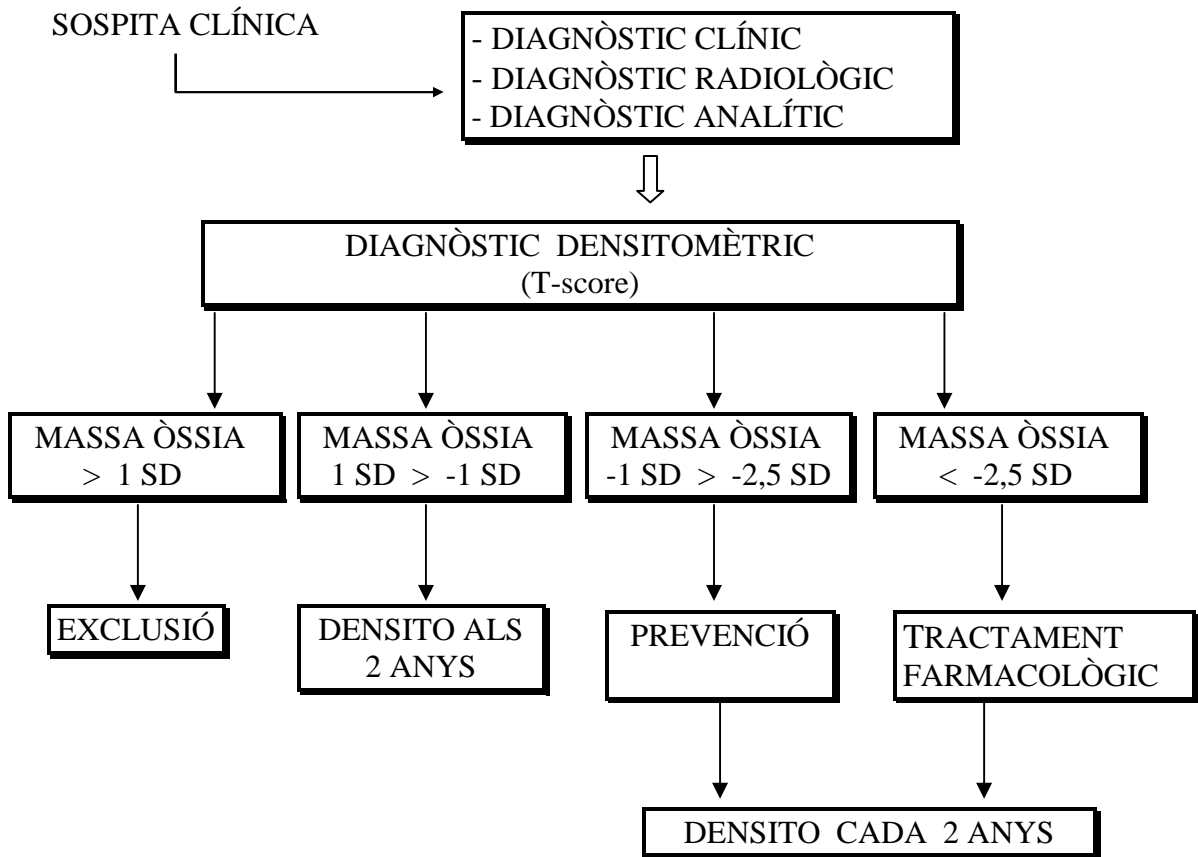 SOSPITA CLÍNICA
- DIAGNÒSTIC CLÍNIC
- DIAGNÒSTIC RADIOLÒGIC
- DIAGNÒSTIC ANALÍTIC
DIAGNÒSTIC DENSITOMÈTRIC
(T-score)
MASSA ÒSSIA
> 1 SD
MASSA ÒSSIA
1 SD > -1 SD
MASSA ÒSSIA
-1 SD > -2,5 SD
MASSA ÒSSIA
< -2,5 SD
EXCLUSIÓ
DENSITO ALS
2 ANYS
PREVENCIÓ
TRACTAMENT
FARMACOLÒGIC
DENSITO CADA 2 ANYS